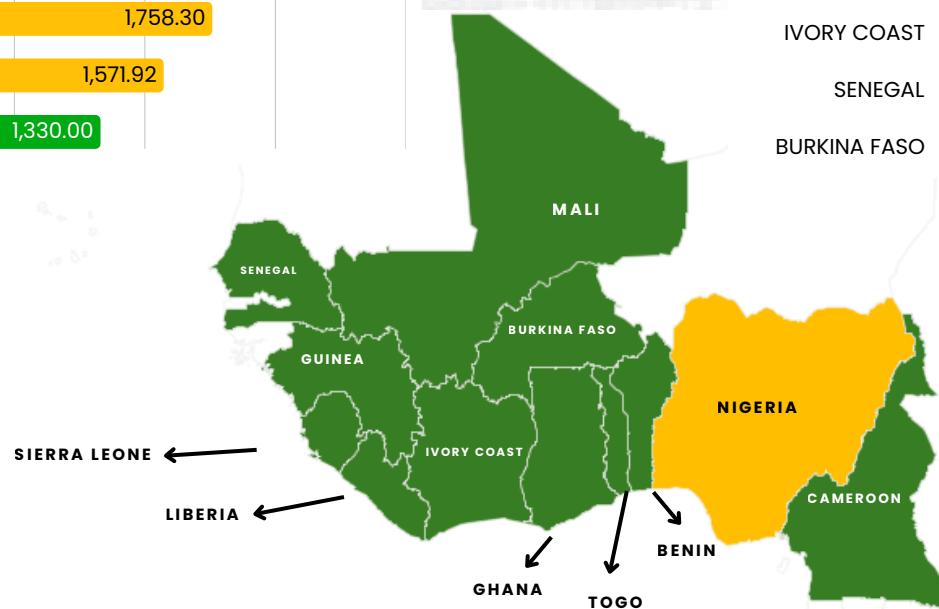 1,758.30
IVORY COAST
1,571.92
SENEGAL
1,330.00
BURKINA FASO
MALI
SENEGAL
BURKINA FASO
GUINEA
NIGERIA
IVORY COAST
SIERRA LEONE
CAMEROON
LIBERIA
BENIN
GHANA
TOGO